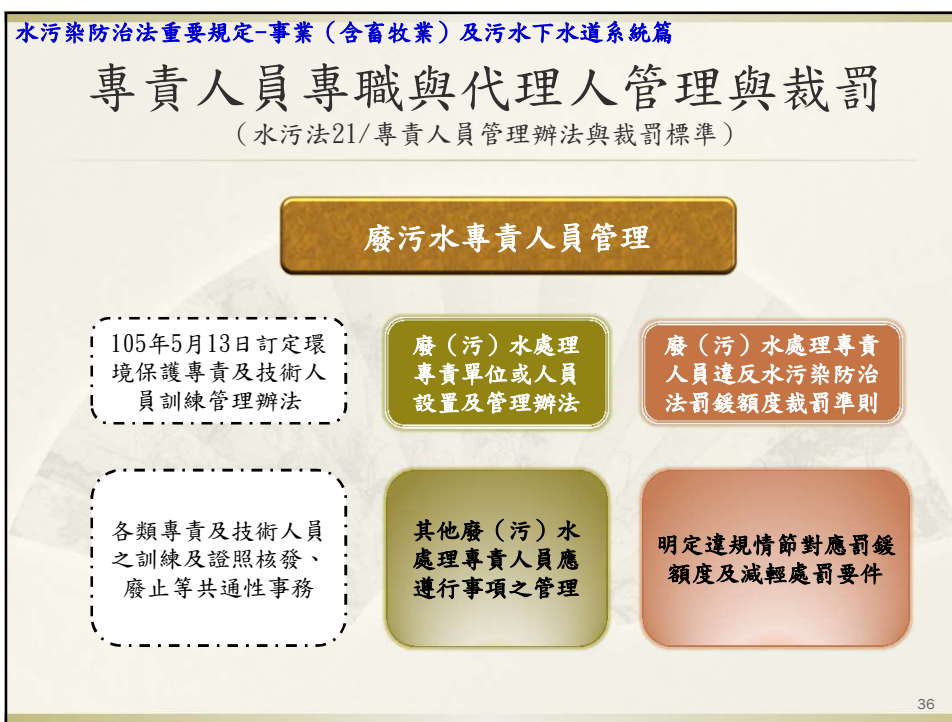 水污染防治法重要規定-事業（含畜牧業）及污水下水道系統篇
專責人員專職與代理人管理與裁罰
（水污法21/專責人員管理辦法與裁罰標準）
廢污水專責人員管理
105年5月13日訂定環
境保護專責及技術人
員訓練管理辦法
廢（污）水處理
專責單位或人員
設置及管理辦法
廢（污）水處理專責
人員違反水污染防治
法罰鍰額度裁罰準則
各類專責及技術人員
之訓練及證照核發、
廢止等共通性事務
其他廢（污）水
處理專責人員應
遵行事項之管理
明定違規情節對應罰鍰
額度及減輕處罰要件
36